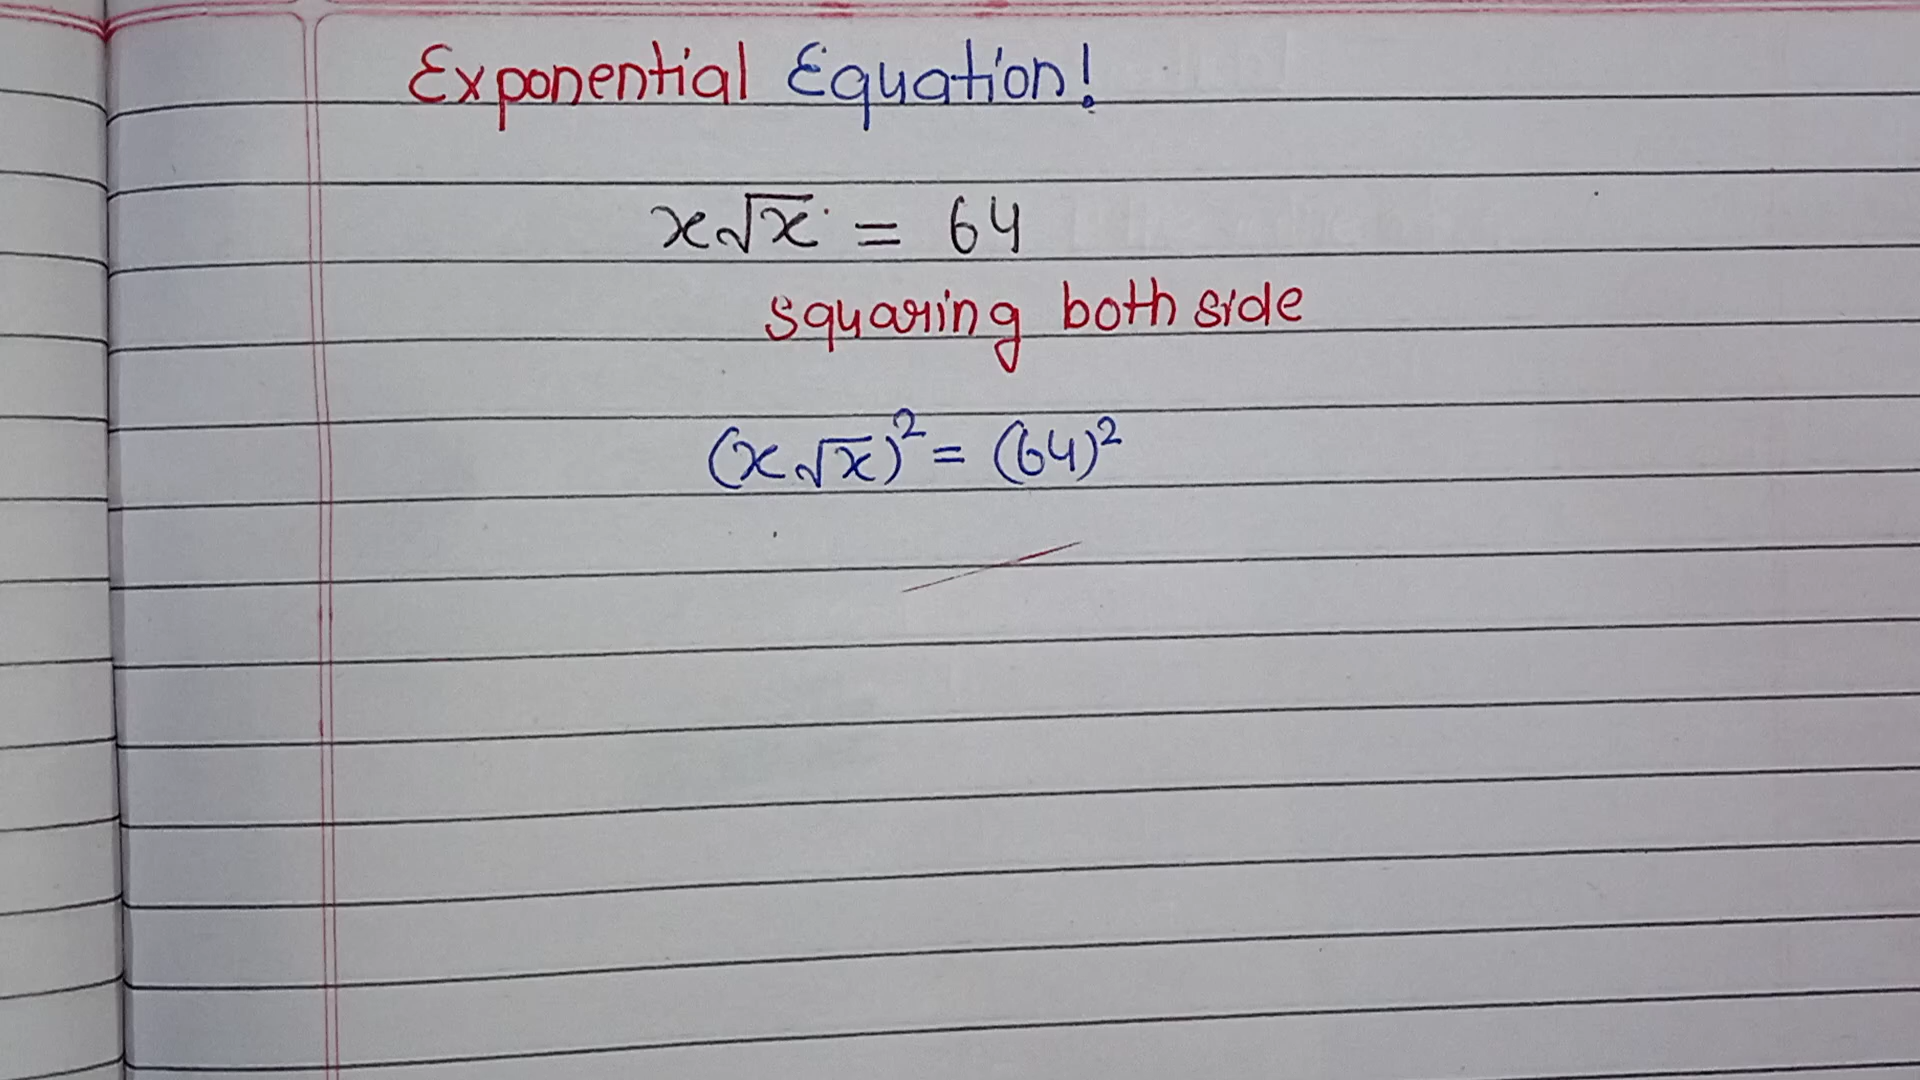 Exponential Equation!
x√x = 64
squaring both side
(x√x)² = (64)²